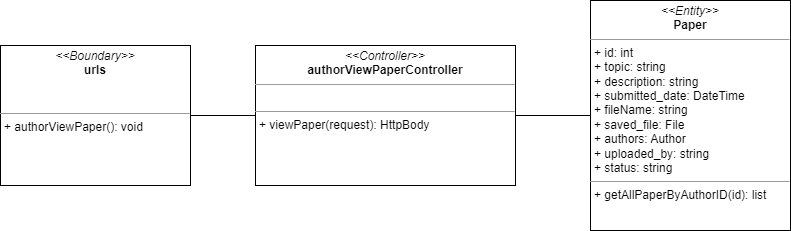 <<Boundary>>
urls
+ authorViewPaper(): void
<<Controller>>
authorViewPaperController
+ viewPaper(request): HttpBody
<<Entity>>
Paper
+ id: int
+ topic: string
+ description: string
+ submitted_date: DateTime
+ fileName: string
+ saved_file: File
+ authors: Author
+ uploaded_by: string
+ status: string
+ getAllPaperByAuthorID(id): list